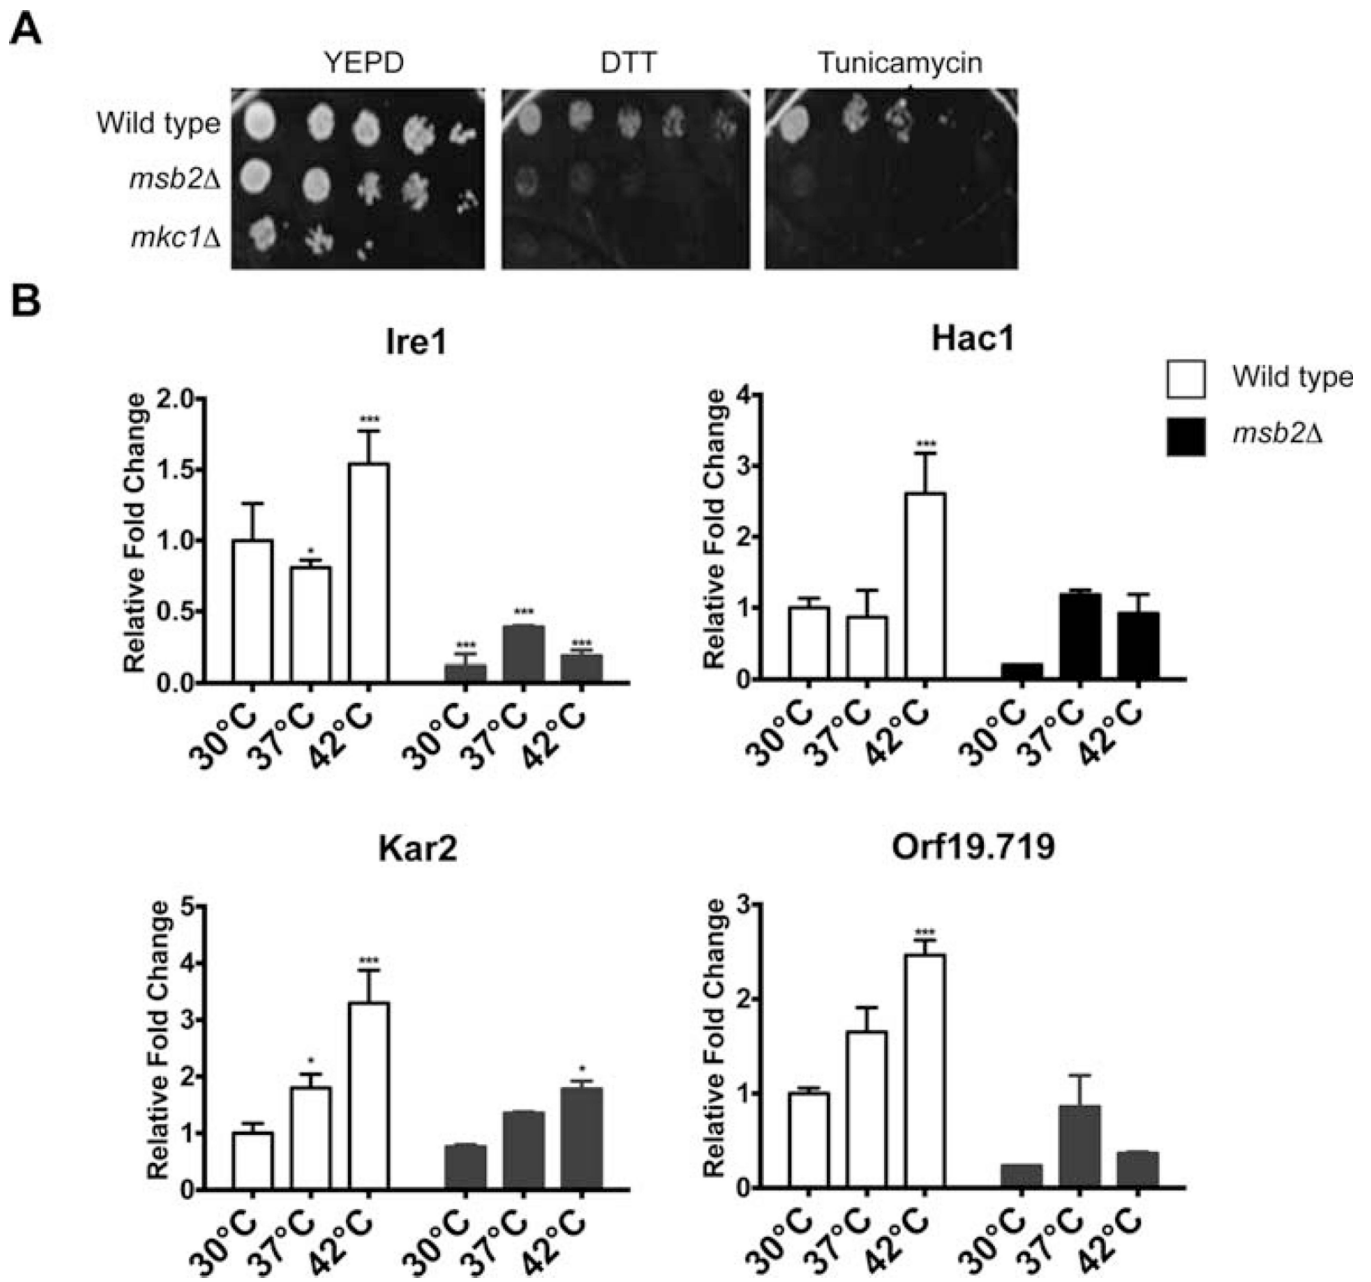 A
YEPD DTT Tunicamycin
Wild type
msb2Δ
mkc1Δ
B
Ire1
Relative Fold Change
2.0
1.5
1.0
0.5
0.0
***
*
***
***
***
30°C 37°C 42°C 30°C 37°C 42°C
Hac1
Relative Fold Change
4
3
2
1
0
***
30°C 37°C 42°C 30°C 37°C 42°C
Wild type
msb2Δ
Kar2
Relative Fold Change
5
4
3
2
1
0
***
*
*
30°C 37°C 42°C 30°C 37°C 42°C
Orf19.719
Relative Fold Change
3
2
1
0
***
30°C 37°C 42°C 30°C 37°C 42°C